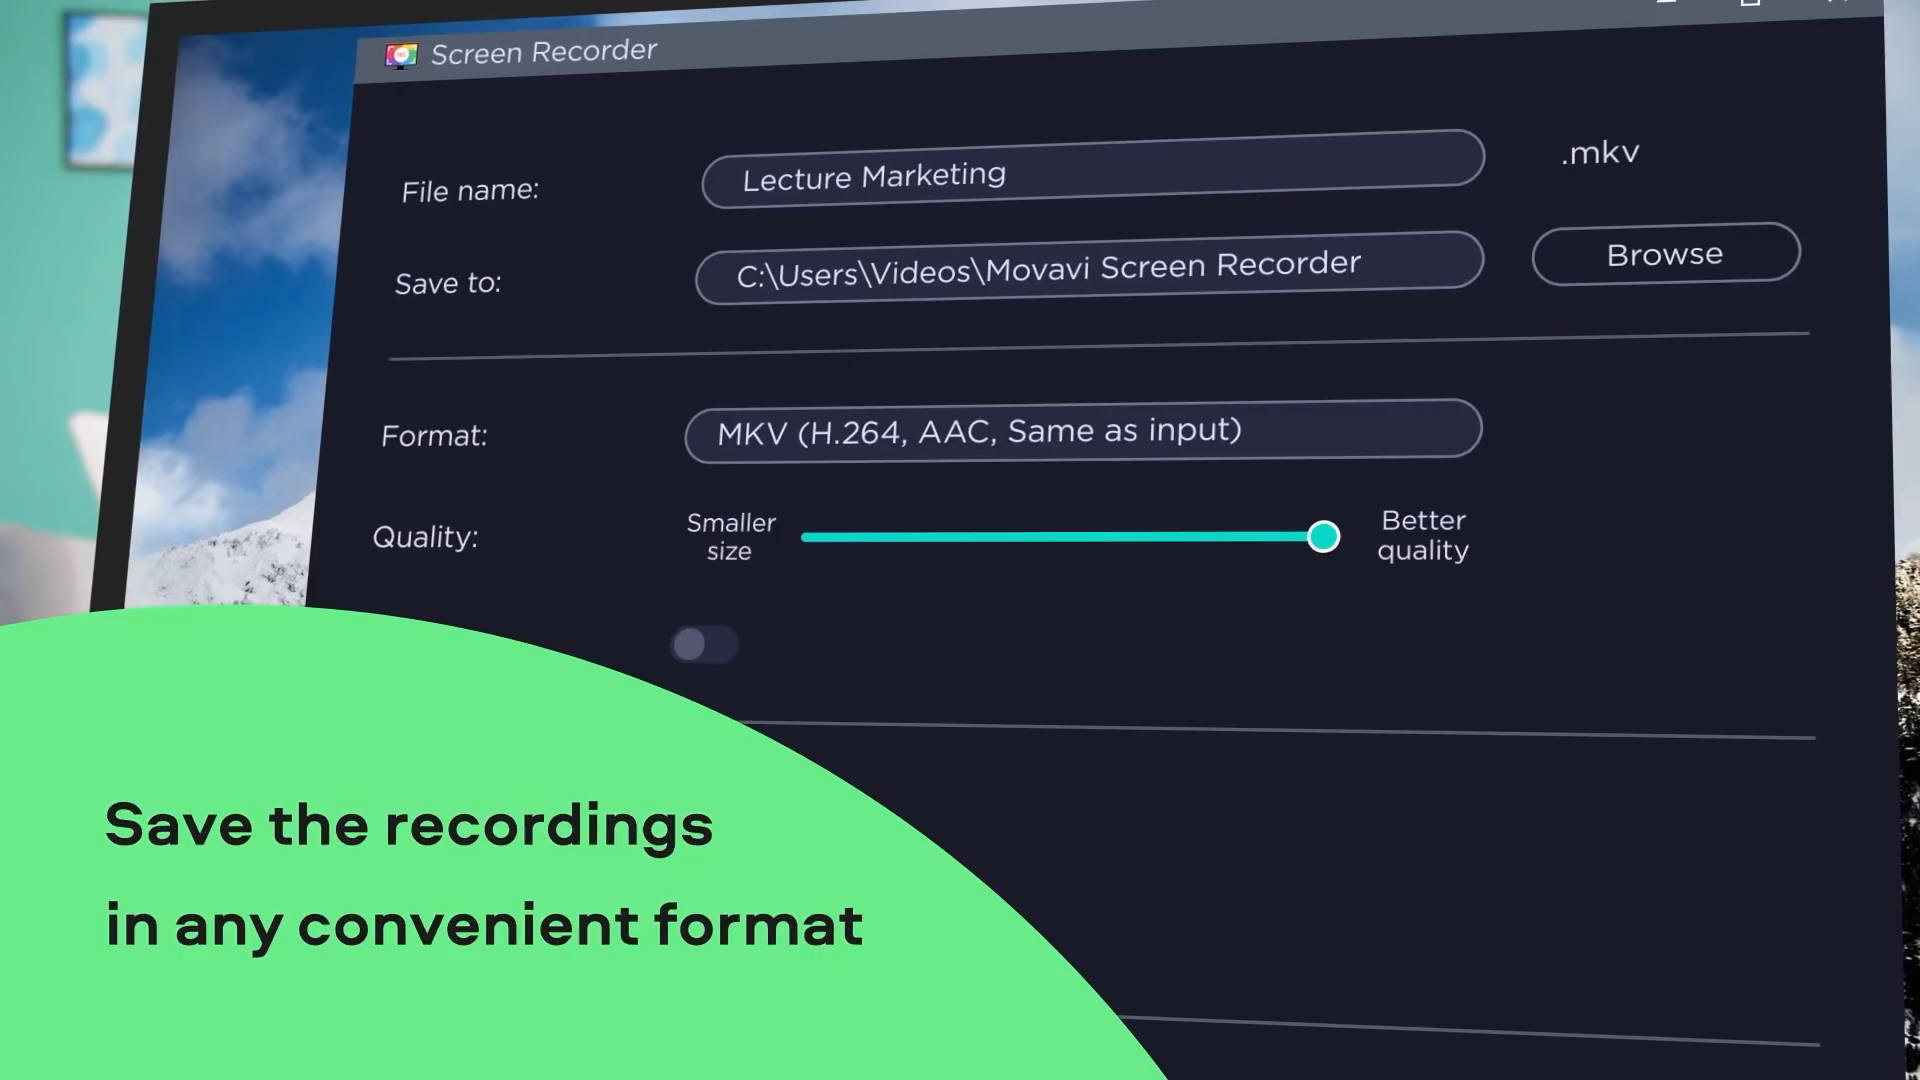 Screen Recorder
File name:
Lecture Marketing
.mkv
Save to:
C:\Users\Videos\Movavi Screen Recorder
Browse
Format:
MKV (H.264, AAC, Same as input)
Quality:
Smaller
size
Better
quality
Save the recordings
in any convenient format